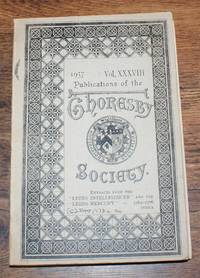 1937 Vol. XXXVIII
Publications of the
Thoresby
Society.
Extracts from the
"Leeds Intelligencer" and the
"Leeds Mercury"